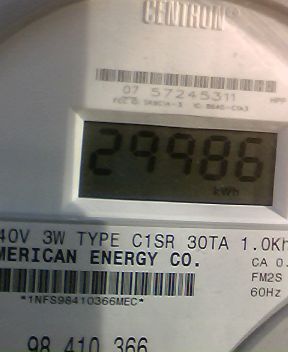 CENTRON®
07 57245311
29986
kWh
40V 3W TYPE C1SR 30TA 1.0Kh
MERICAN ENERGY CO.
CA 0.
FM2S
60Hz
*1NFS98410366MEC*
98 410 366